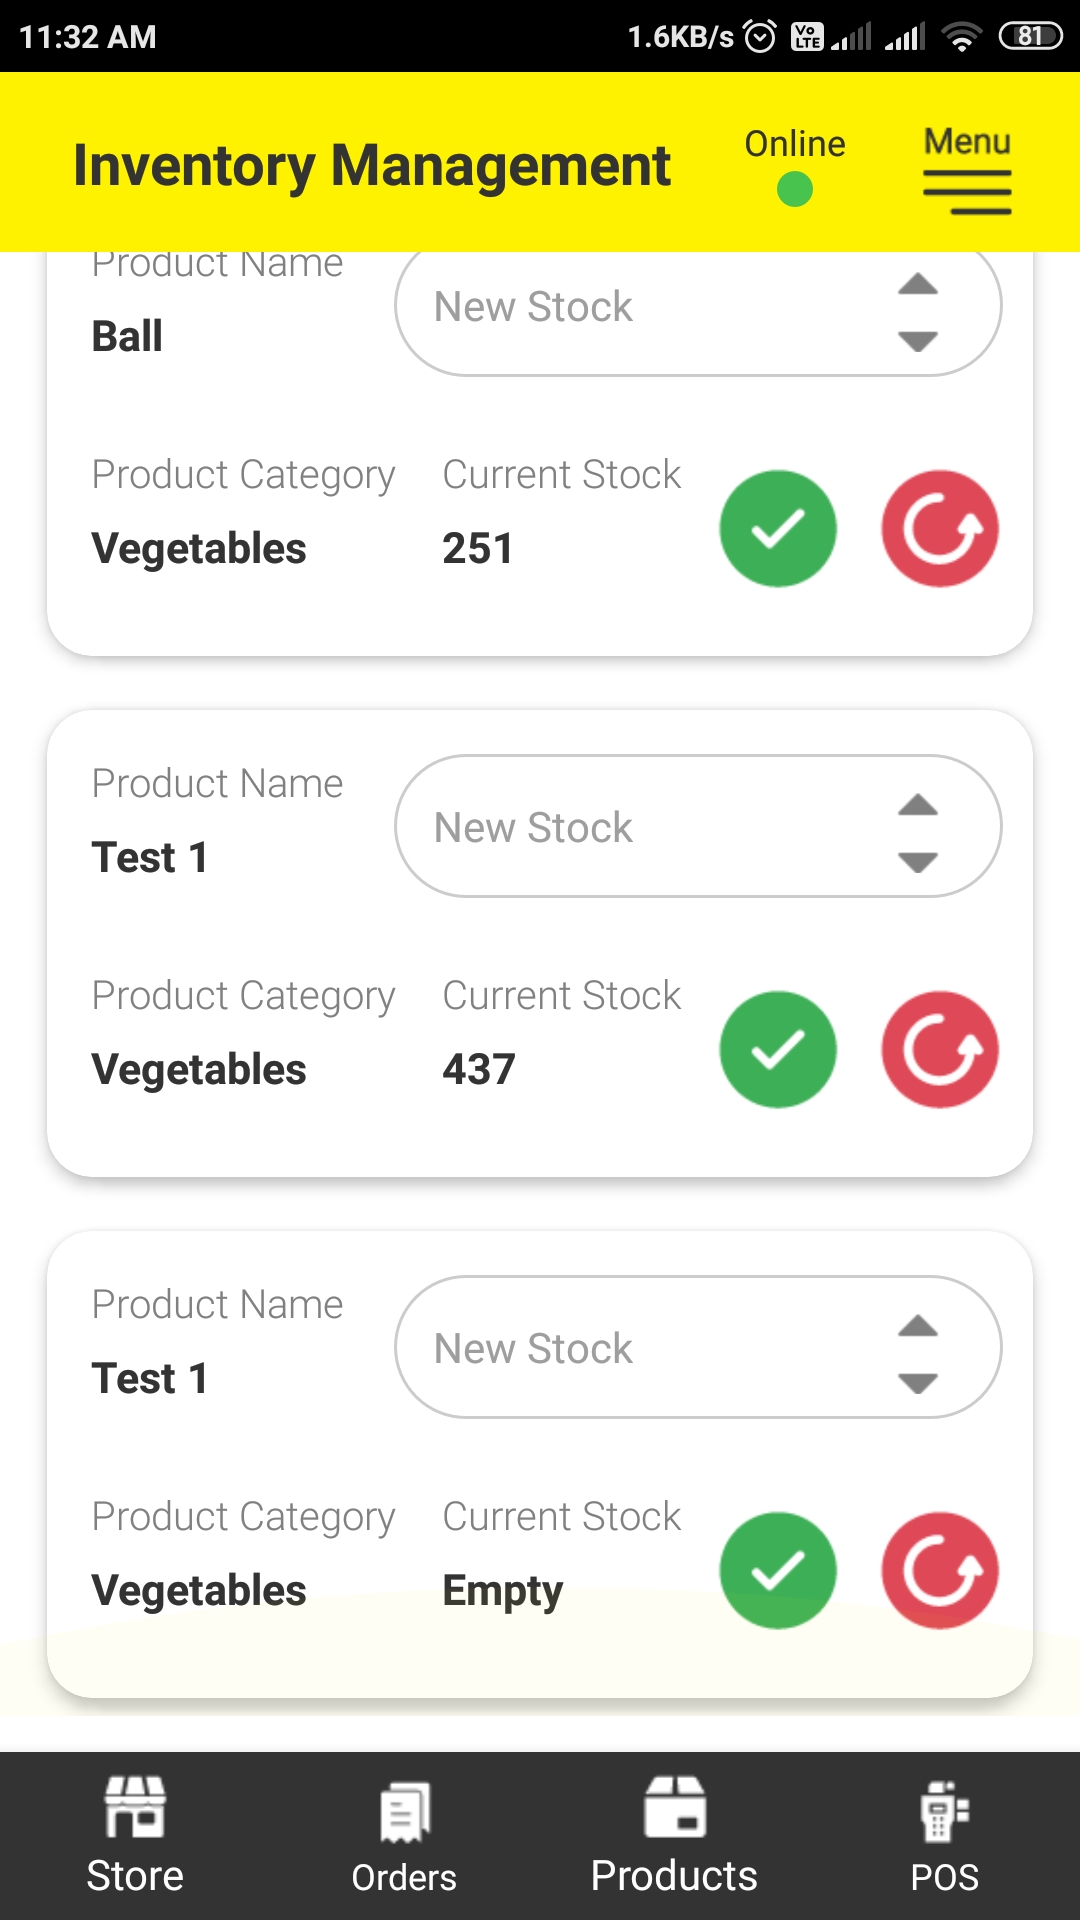 11:32 AM 1.6KB/s Vo LTE 81
Inventory Management Online Menu
Product Name New Stock
Ball
Product Category Current Stock
Vegetables 251
Product Name New Stock
Test 1
Product Category Current Stock
Vegetables 437
Product Name New Stock
Test 1
Product Category Current Stock
Vegetables Empty
Store Orders Products POS